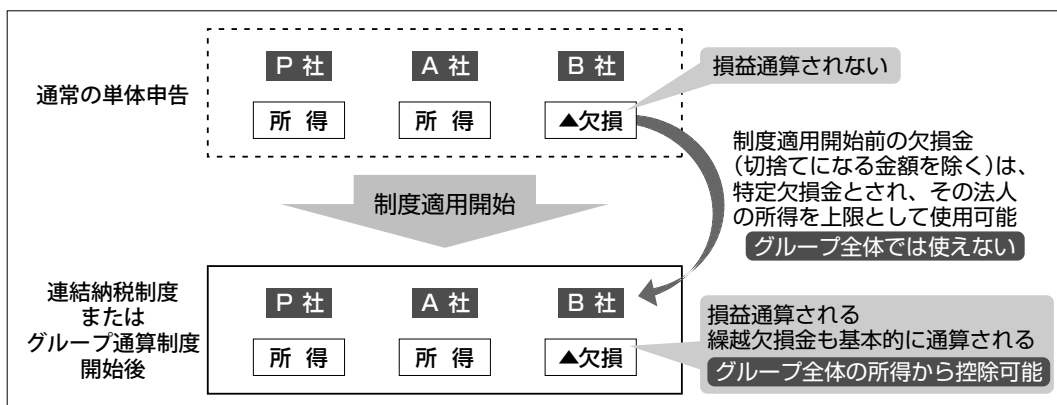 P 社
A 社
B 社
損益通算されない
通常の単体申告
所 得
所 得
▲欠損
制度適用開始前の欠損金
(切捨てになる金額を除く)は、
特定欠損金とされ、その法人
の所得を上限として使用可能
グループ全体では使えない
制度適用開始
連結納税制度
または
グループ通算制度
開始後
P 社
A 社
B 社
所 得
所 得
▲欠損
損益通算される
繰越欠損金も基本的に通算される
グループ全体の所得から控除可能